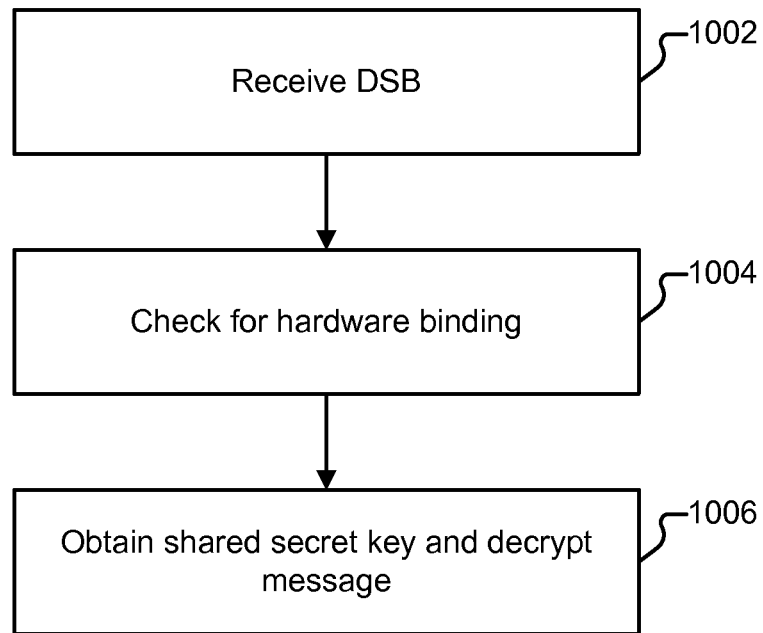 Receive DSB
1002
Check for hardware binding
1004
Obtain shared secret key and decrypt
message
1006